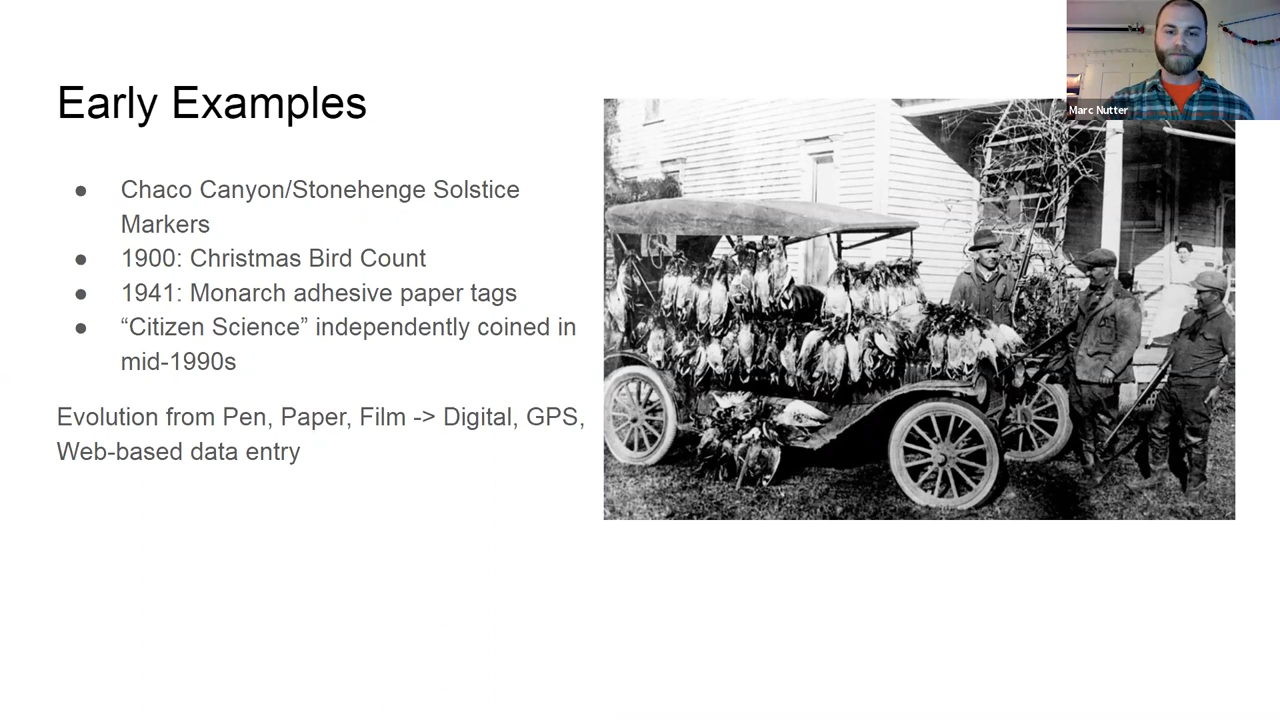 Marc Nutter
Early Examples
● Chaco Canyon/Stonehenge Solstice
Markers
● 1900: Christmas Bird Count
● 1941: Monarch adhesive paper tags
● “Citizen Science” independently coined in
mid-1990s
Evolution from Pen, Paper, Film -> Digital, GPS,
Web-based data entry